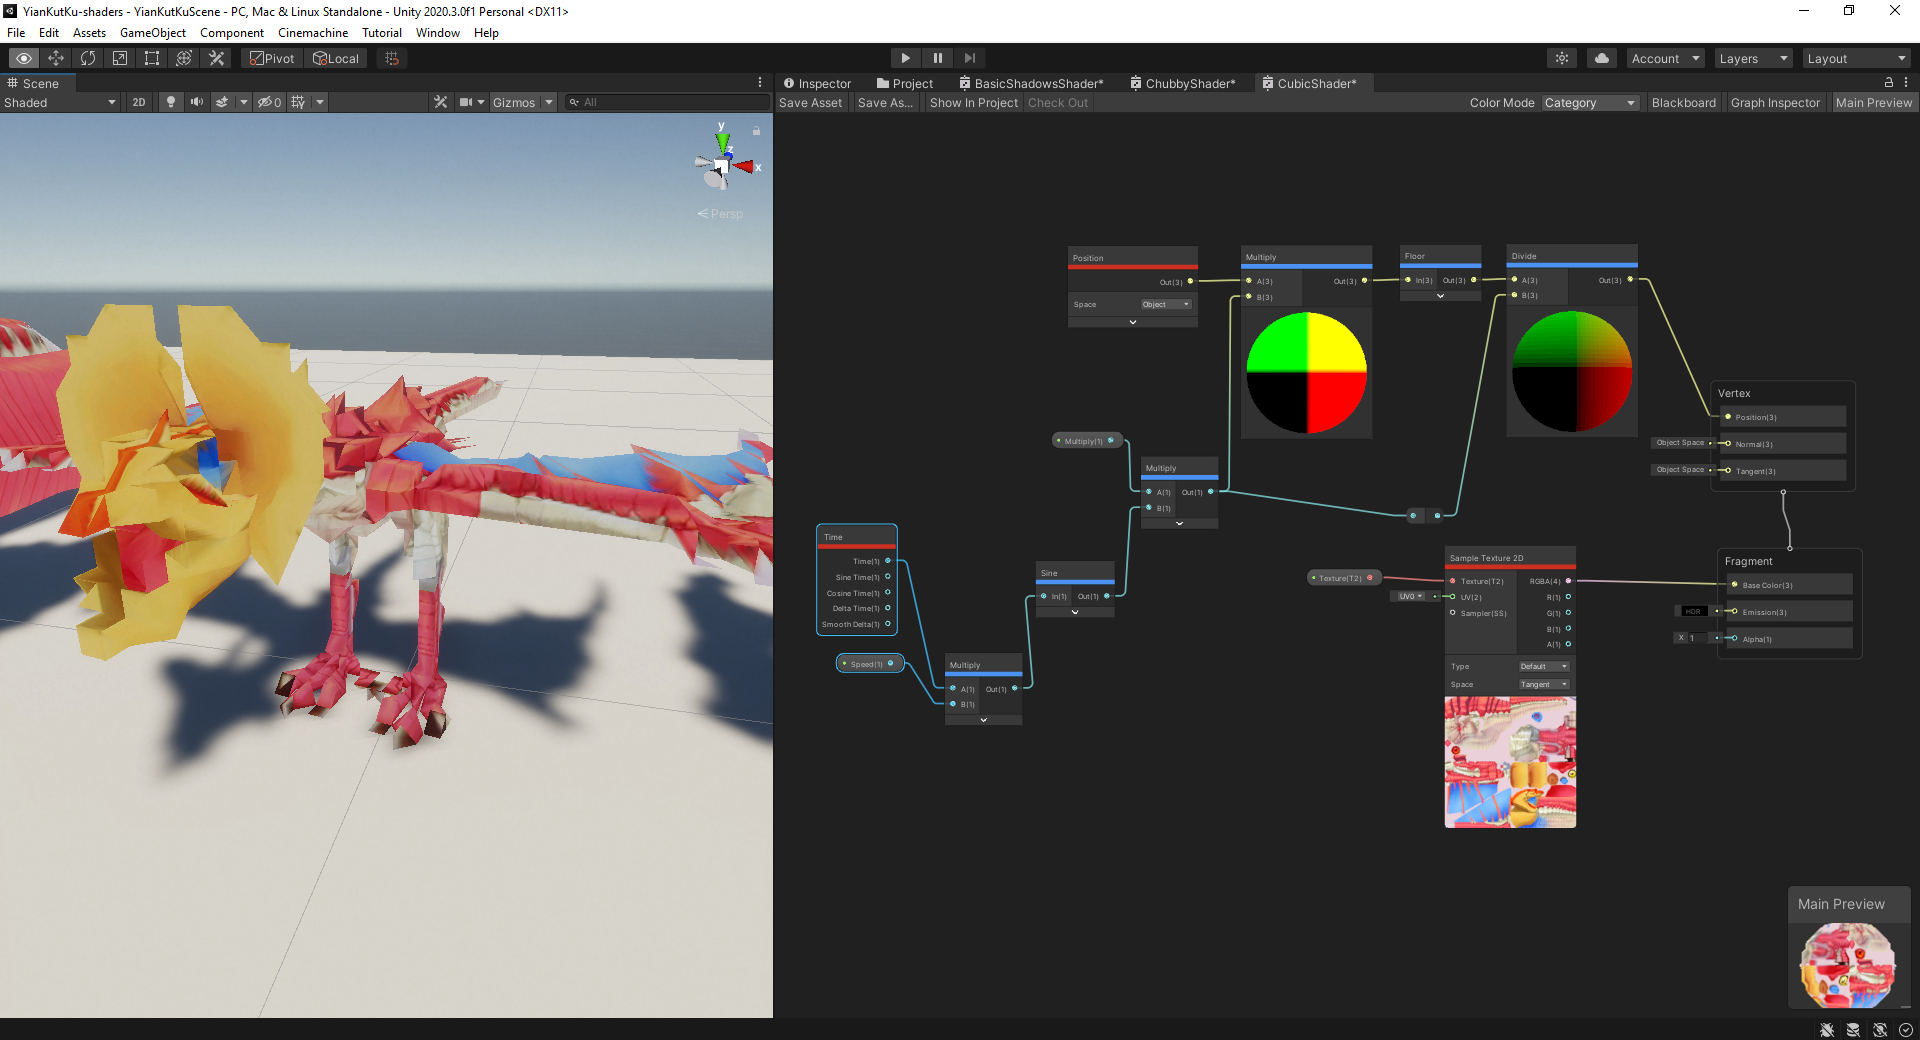 YianKutKu-shaders - YianKutKuScene - PC, Mac & Linux Standalone - Unity 2020.3.0f1 Personal <DX11>
File Edit Assets GameObject Component Cinemachine Tutorial Window Help
Pivot Local Account Layers Layout
Scene
Shaded 2D 0 Gizmos All
y
z
x
Persp
Inspector Project BasicShadowsShader* ChubbyShader* CubicShader*
Save Asset Save As... Show In Project Check Out Color Mode Category Blackboard Graph Inspector Main Preview
Position
Out(3)
Space Object
Multiply
A(3) Out(3)
B(3)
Floor
In(3) Out(3)
Divide
A(3) Out(3)
B(3)
Multiply(1)
Multiply
A(1) Out(1)
B(1)
Time
Time(1)
Sine Time(1)
Cosine Time(1)
Delta Time(1)
Smooth Delta(1)
Speed(1)
Multiply
A(1) Out(1)
B(1)
Sine
In(1) Out(1)
Texture(T2)
UV0
Sample Texture 2D
Texture(T2) RGBA(4)
UV(2) R(1)
Sampler(SS) G(1)
B(1)
A(1)
Type Default
Space Tangent
Vertex
Position(3)
Object Space Normal(3)
Object Space Tangent(3)
Fragment
Base Color(3)
HDR Emission(3)
X 1 Alpha(1)
Main Preview